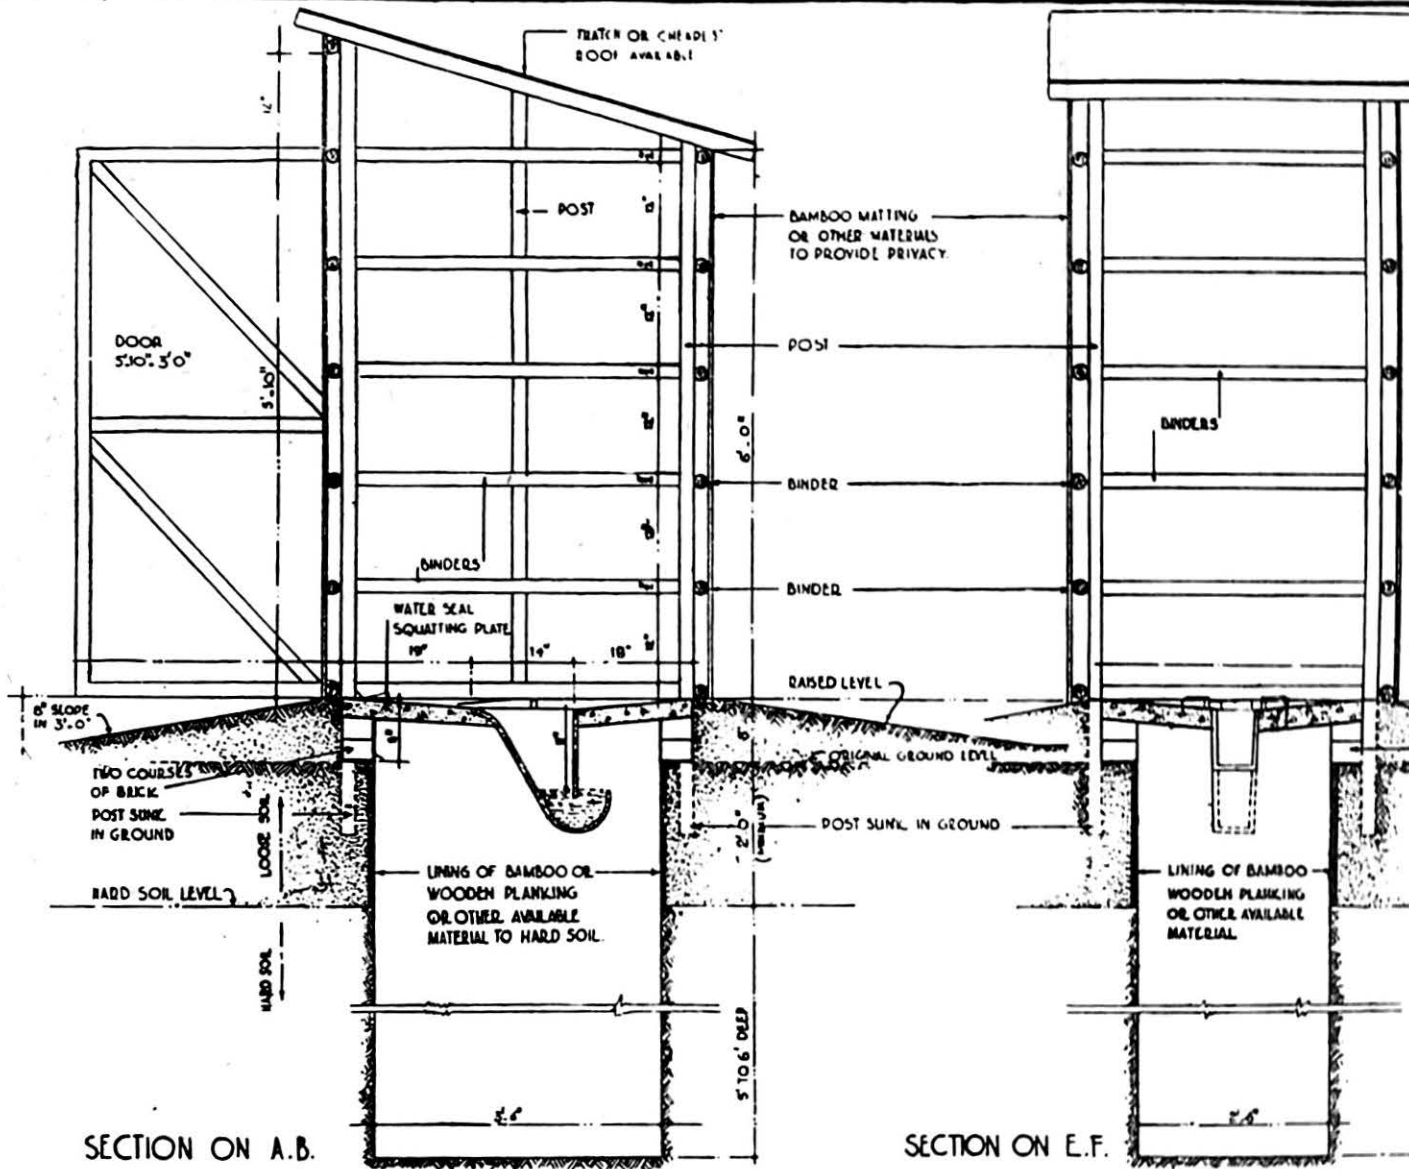 THATCH OR CHEAPEST
ROOF AVAILABLE
12"
POST
BAMBOO MATTING
OR OTHER MATERIALS
TO PROVIDE PRIVACY.
DOOR
5'.10". 3'.0"
5'-10"
POST
6'-0"
BINDERS
BINDER
BINDERS
BINDER
WATER SEAL
SQUATTING PLATE
14"
18"
RAISED LEVEL
8" SLOPE
IN 3'-0"
6"
ORIGINAL GROUND LEVEL
TWO COURSES
OF BRICK
POST SUNK
IN GROUND
LOOSE SOIL
POST SUNK IN GROUND
2'.0"
(MINIMUM)
HARD SOIL LEVEL
LINING OF BAMBOO OR
WOODEN PLANKING
OR OTHER AVAILABLE
MATERIAL TO HARD SOIL.
LINING OF BAMBOO
WOODEN PLANKING
OR OTHER AVAILABLE
MATERIAL
HARD SOIL
5' TO 6' DEEP
2'.6"
SECTION ON A.B.
SECTION ON E.F.